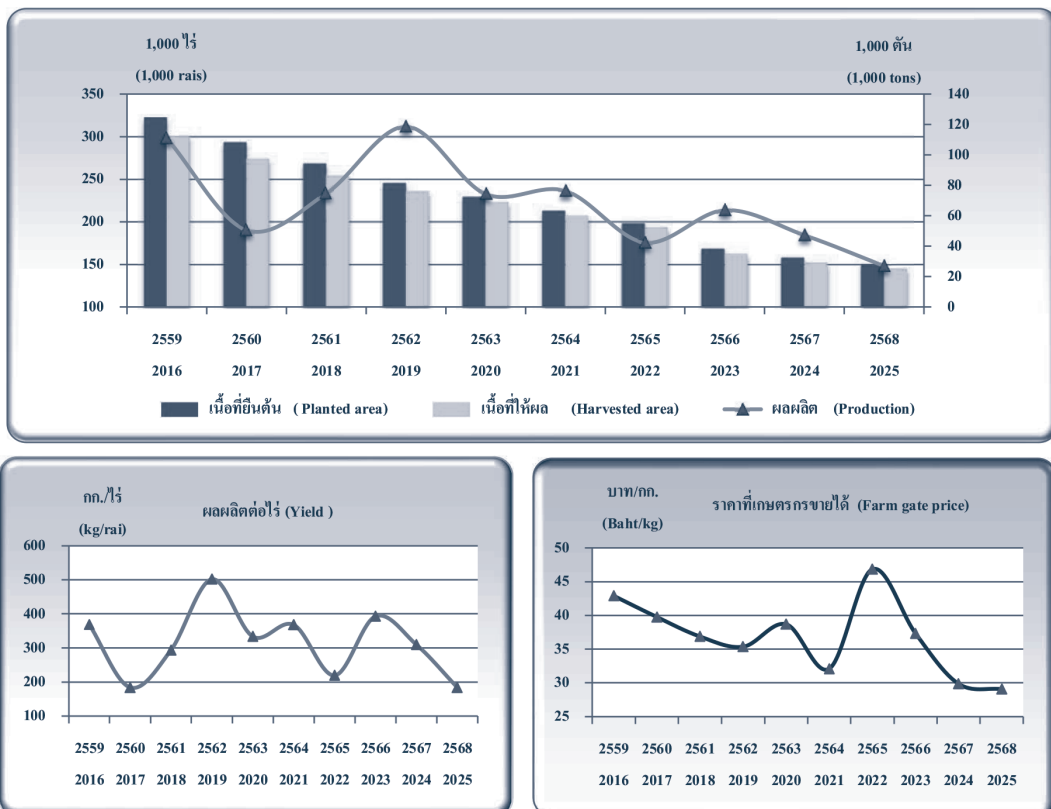 1,000 ไร่
(1,000 rais)
1,000 ตัน
(1,000 tons)
350
300
250
200
150
100
140
120
100
80
60
40
20
0
2559 2560 2561 2562 2563 2564 2565 2566 2567 2568
2016 2017 2018 2019 2020 2021 2022 2023 2024 2025
เนื้อที่ยืนต้น (Planted area) เนื้อที่ให้ผล (Harvested area) ผลผลิต (Production)
กก./ไร่
(kg/rai)
ผลผลิตต่อไร่ (Yield )
600
500
400
300
200
100
2559 2560 2561 2562 2563 2564 2565 2566 2567 2568
2016 2017 2018 2019 2020 2021 2022 2023 2024 2025
บาท/กก.
(Baht/kg)
ราคาที่เกษตรกรขายได้ (Farm gate price)
50
45
40
35
30
25
2559 2560 2561 2562 2563 2564 2565 2566 2567 2568
2016 2017 2018 2019 2020 2021 2022 2023 2024 2025